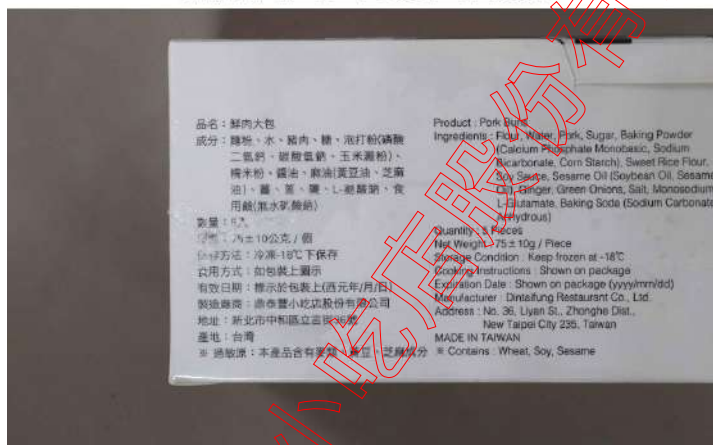 品名：鮮肉大包
成分：麵粉、水、豬肉、糖、泡打粉(磷酸
二氫鈣、碳酸氫鈉、玉米澱粉)、
糯米粉、醬油、麻油(黃豆油、芝麻
油)、薑、蔥、鹽、L-麩酸鈉、食
用鹼(無水碳酸鈉)
數量：5入
75±10公克 / 個
保存方法：冷凍-18℃下保存
食用方式：如包裝上圖示
有效日期：標示於包裝上(西元年/月/日)
製造廠商：鼎泰豐小吃店股份有限公司
地址：新北市中和區立言街36號
產地：台灣
※ 過敏原：本產品含有麥類、黃豆、芝麻成分
Product : Pork Buns
Ingredients : Flour, Water, Pork, Sugar, Baking Powder
(Calcium Phosphate Monobasic, Sodium
Bicarbonate, Corn Starch), Sweet Rice Flour,
Soy Sauce, Sesame Oil (Soybean Oil, Sesame
Oil), Ginger, Green Onions, Salt, Monosodium
L-Glutamate, Baking Soda (Sodium Carbonate
Anhydrous)
Quantity : 5 Pieces
Net Weight : 75±10g / Piece
Storage Condition : Keep frozen at -18℃
Cooking Instructions : Shown on package
Expiration Date : Shown on package (yyyy/mm/dd)
Manufacturer : Dintaifung Restaurant Co., Ltd.
Address : No. 36, Liyan St., Zhonghe Dist.,
New Taipei City 235, Taiwan
MADE IN TAIWAN
※ Contains : Wheat, Soy, Sesame
小吃店股份有